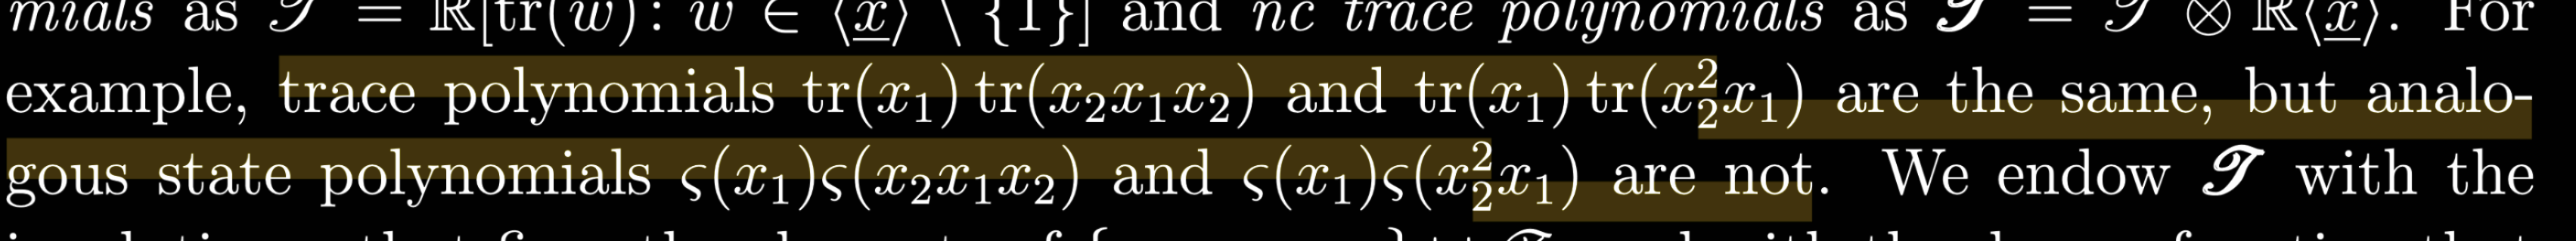 mials as 𝒯 = ℝ[tr(w): w ∈ ⟨x̲⟩ \ {1}] and nc trace polynomials as 𝓣 = 𝒯 ⊗ ℝ⟨x̲⟩. For
example, trace polynomials tr(x₁) tr(x₂x₁x₂) and tr(x₁) tr(x₂²x₁) are the same, but analo-
gous state polynomials ς(x₁)ς(x₂x₁x₂) and ς(x₁)ς(x₂²x₁) are not. We endow 𝓣 with the